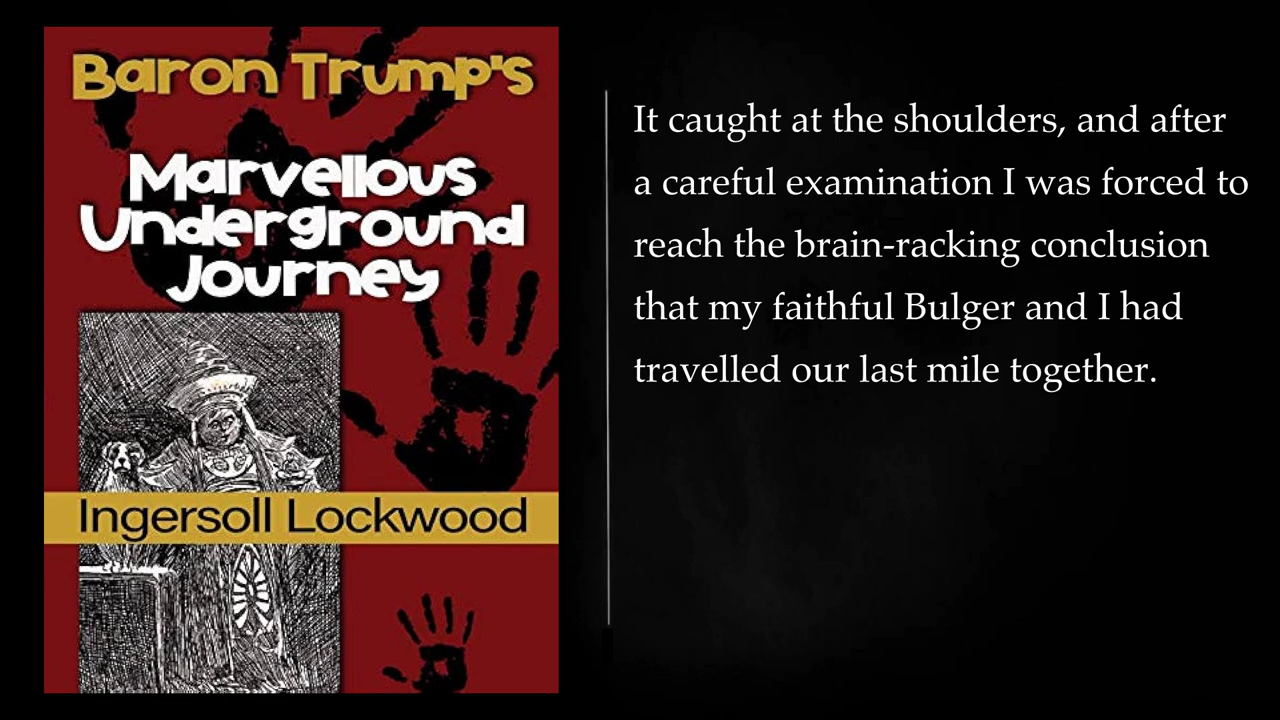 Baron Trump's
Marvellous
Underground
Journey
Ingersoll Lockwood
It caught at the shoulders, and after
a careful examination I was forced to
reach the brain-racking conclusion
that my faithful Bulger and I had
travelled our last mile together.